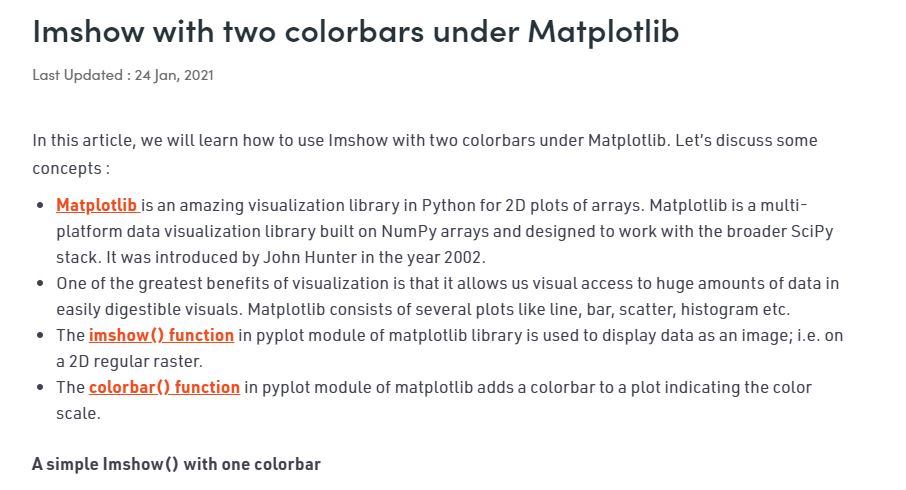 Imshow with two colorbars under Matplotlib
Last Updated : 24 Jan, 2021
In this article, we will learn how to use Imshow with two colorbars under Matplotlib. Let's discuss some
concepts :
• Matplotlib is an amazing visualization library in Python for 2D plots of arrays. Matplotlib is a multi-
platform data visualization library built on NumPy arrays and designed to work with the broader SciPy
stack. It was introduced by John Hunter in the year 2002.
• One of the greatest benefits of visualization is that it allows us visual access to huge amounts of data in
easily digestible visuals. Matplotlib consists of several plots like line, bar, scatter, histogram etc.
• The imshow() function in pyplot module of matplotlib library is used to display data as an image; i.e. on
a 2D regular raster.
• The colorbar() function in pyplot module of matplotlib adds a colorbar to a plot indicating the color
scale.
A simple Imshow() with one colorbar